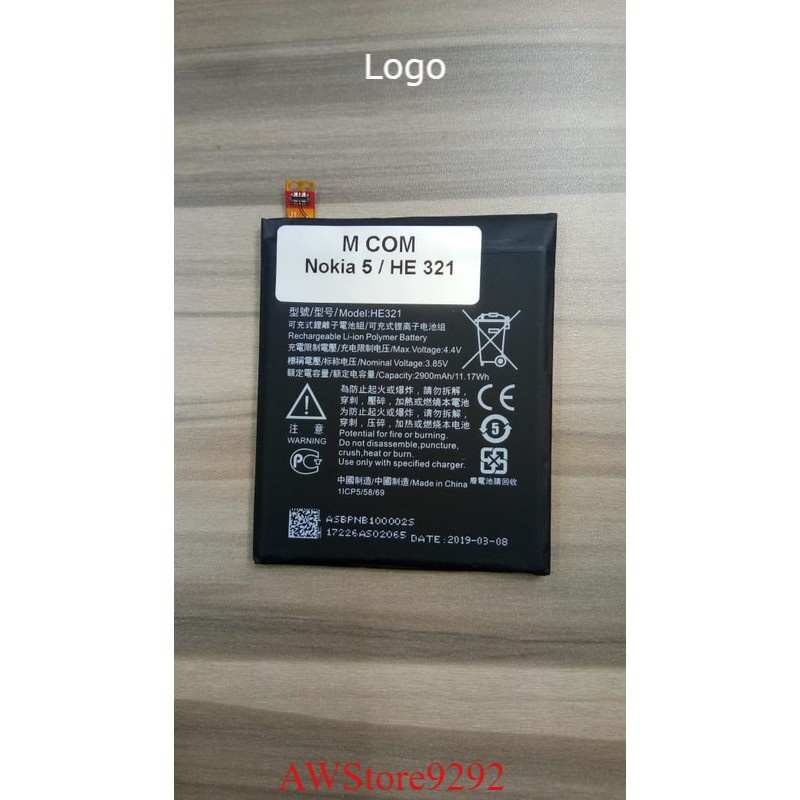 Logo
M COM
Nokia 5 / HE 321
型號/型号/Model:HE321
可充式鋰離子電池組/可充式锂离子电池组
Rechargeable Li-ion Polymer Battery
充電限制電壓/充电限制电压/Max.Voltage:4.4V
標稱電壓/标称电压/Nominal Voltage:3.85V
額定電容量/额定电容量/Capacity:2900mAh/11.17Wh
為防止起火或爆炸，請勿拆解，
穿刺，壓碎，加熱或燃燒本電池
为防止起火或爆炸，请勿拆解，
穿刺，压碎，加热或燃烧本电池
Potential for fire or burning.
Do not disassemble,puncture,
crush,heat or burn.
Use only with specified charger.
注 意
WARNING
PC
CE
5
廢電池請回收
中國制造/中國制造/Made in China
1ICP5/58/69
ASBPNB100002S
17226AS02065 DATE:2019-03-08
AWStore9292